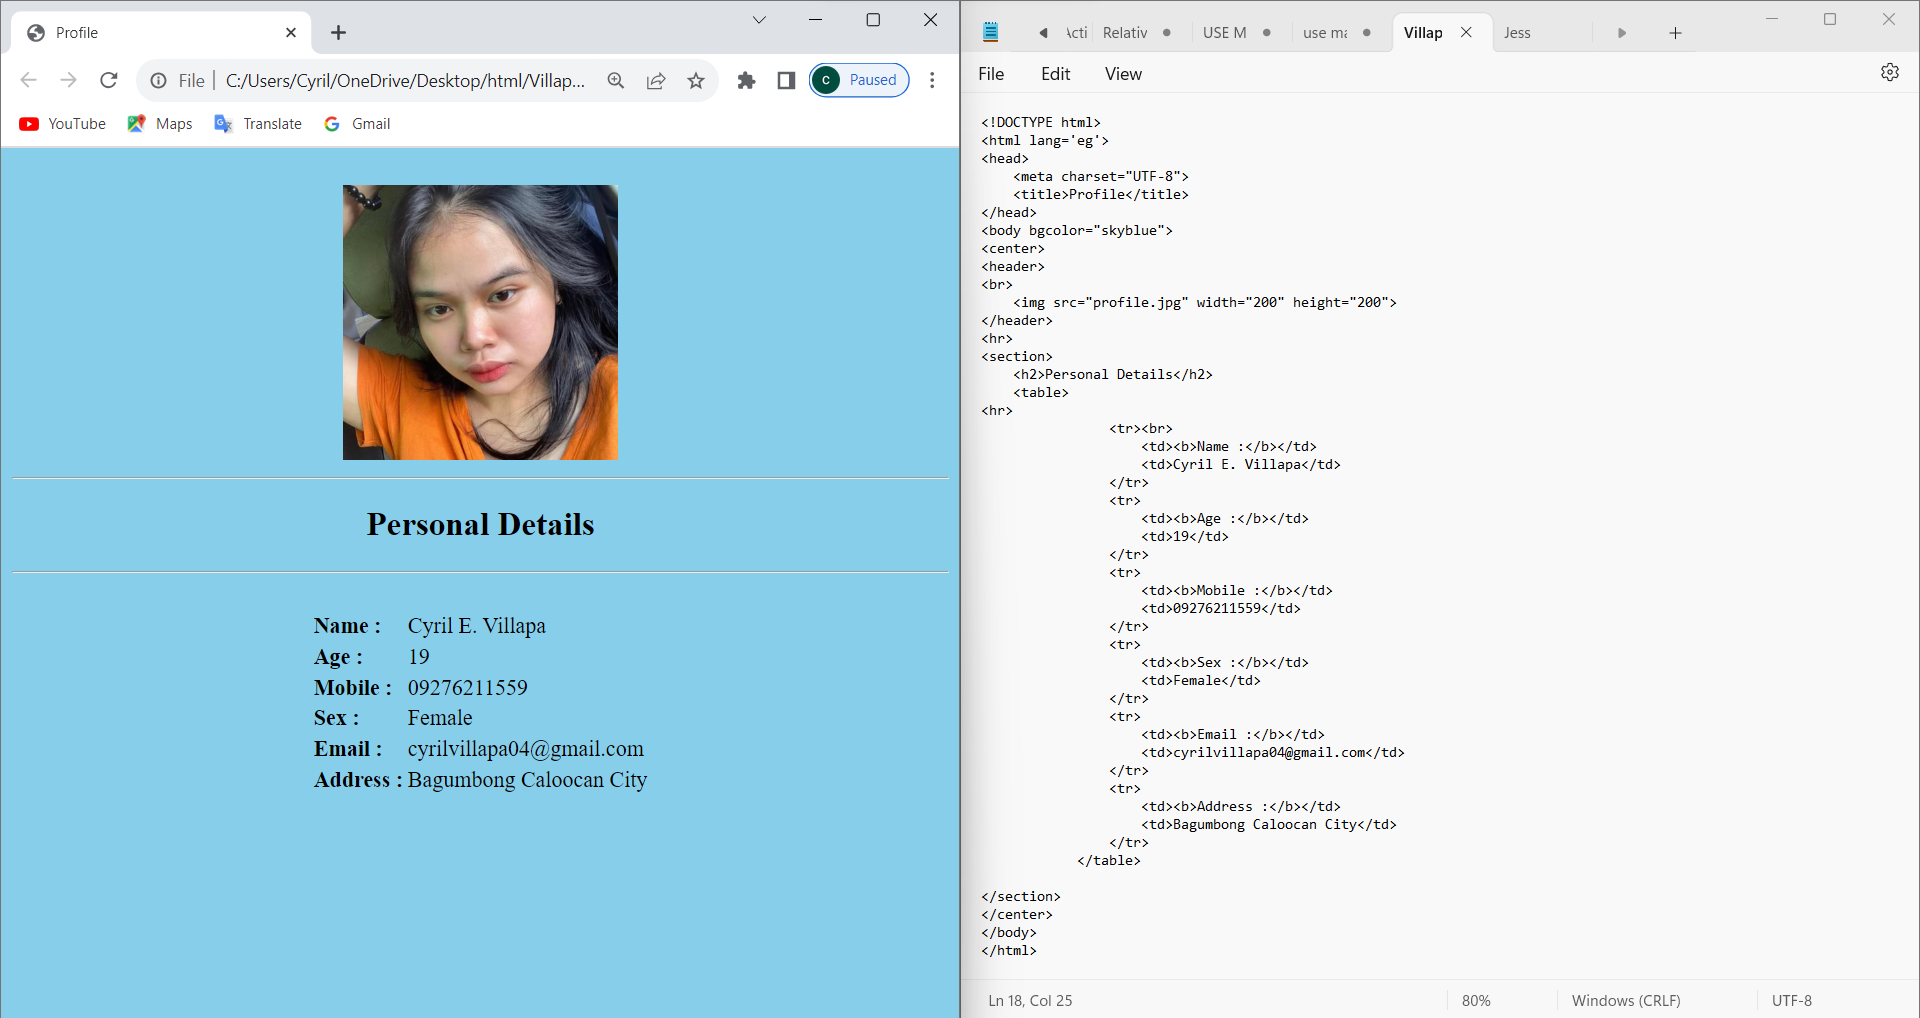 Profile
File
C:/Users/Cyril/OneDrive/Desktop/html/Villap...
C
Paused
YouTube
Maps
Translate
Gmail
Personal Details
Name : Cyril E. Villapa
Age : 19
Mobile : 09276211559
Sex : Female
Email : cyrilvillapa04@gmail.com
Address : Bagumbong Caloocan City
Acti
Relativ
USE M
use ma
Villap
Jess
File
Edit
View
<!DOCTYPE html>
<html lang='eg'>
<head>
    <meta charset="UTF-8">
    <title>Profile</title>
</head>
<body bgcolor="skyblue">
<center>
<header>
<br>
    <img src="profile.jpg" width="200" height="200">
</header>
<hr>
<section>
    <h2>Personal Details</h2>
    <table>
<hr>
                <tr><br>
                    <td><b>Name :</b></td>
                    <td>Cyril E. Villapa</td>
                </tr>
                <tr>
                    <td><b>Age :</b></td>
                    <td>19</td>
                </tr>
                <tr>
                    <td><b>Mobile :</b></td>
                    <td>09276211559</td>
                </tr>
                <tr>
                    <td><b>Sex :</b></td>
                    <td>Female</td>
                </tr>
                <tr>
                    <td><b>Email :</b></td>
                    <td>cyrilvillapa04@gmail.com</td>
                </tr>
                <tr>
                    <td><b>Address :</b></td>
                    <td>Bagumbong Caloocan City</td>
                </tr>
            </table>

</section>
</center>
</body>
</html>
Ln 18, Col 25
80%
Windows (CRLF)
UTF-8